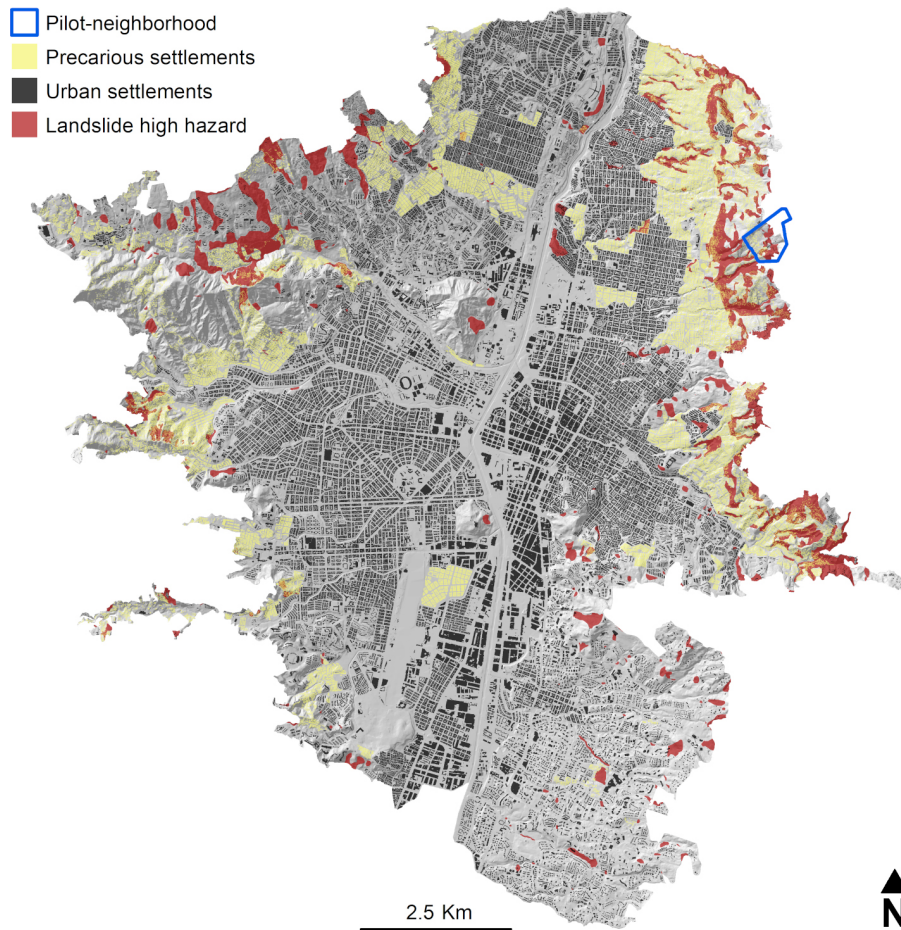 Pilot-neighborhood
Precarious settlements
Urban settlements
Landslide high hazard
2.5 Km
N